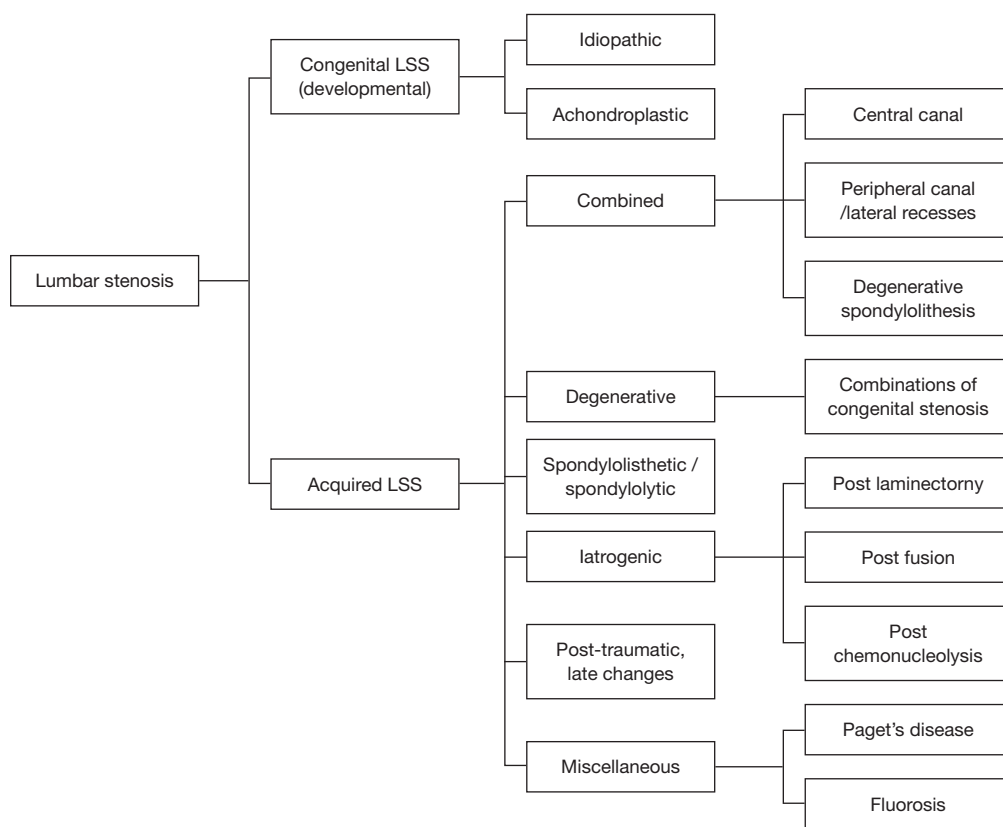 Idiopathic
Congenital LSS
(developmental)
Achondroplastic
Central canal
Combined
Peripheral canal
/lateral recesses
Lumbar stenosis
Degenerative
spondylolithesis
Degenerative
Combinations of
congenital stenosis
Acquired LSS
Spondylolisthetic /
spondylolytic
Post laminectorny
Iatrogenic
Post fusion
Post-traumatic,
late changes
Post
chemonucleolysis
Miscellaneous
Paget's disease
Fluorosis